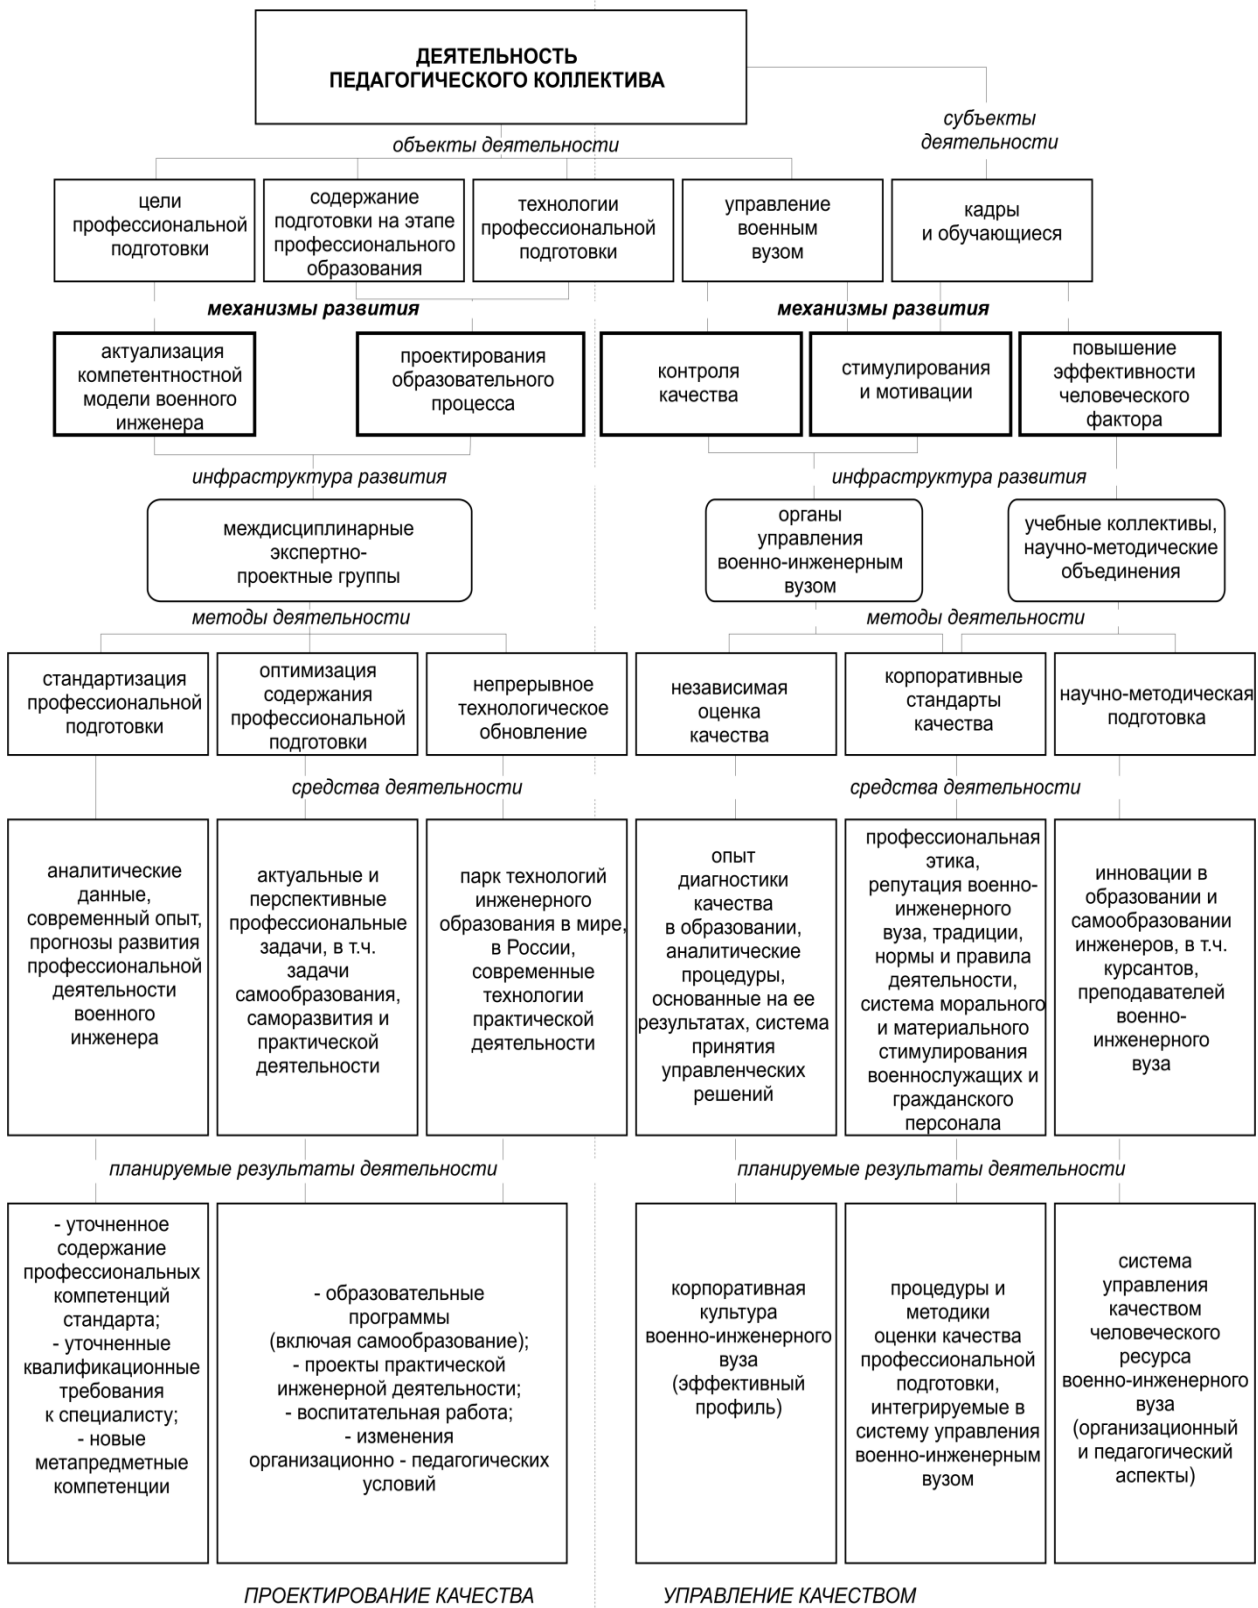 ДЕЯТЕЛЬНОСТЬ
ПЕДАГОГИЧЕСКОГО КОЛЛЕКТИВА
субъекты
деятельности
объекты деятельности
цели
профессиональной
подготовки
содержание
подготовки на этапе
профессионального
образования
технологии
профессиональной
подготовки
управление
военным
вузом
кадры
и обучающиеся
механизмы развития
механизмы развития
актуализация
компетентностной
модели военного
инженера
проектирования
образовательного
процесса
контроля
качества
стимулирования
и мотивации
повышение
эффективности
человеческого
фактора
инфраструктура развития
инфраструктура развития
междисциплинарные
экспертно-
проектные группы
органы
управления
военно-инженерным
вузом
учебные коллективы,
научно-методические
объединения
методы деятельности
методы деятельности
стандартизация
профессиональной
подготовки
оптимизация
содержания
профессиональной
подготовки
непрерывное
технологическое
обновление
независимая
оценка
качества
корпоративные
стандарты
качества
научно-методическая
подготовка
средства деятельности
средства деятельности
аналитические
данные,
современный опыт,
прогнозы развития
профессиональной
деятельности
военного
инженера
актуальные и
перспективные
профессиональные
задачи, в т.ч.
задачи
самообразования,
саморазвития и
практической
деятельности
парк технологий
инженерного
образования в мире,
в России,
современные
технологии
практической
деятельности
опыт
диагностики
качества
в образовании,
аналитические
процедуры,
основанные на ее
результатах, система
принятия
управленческих
решений
профессиональная
этика,
репутация военно-
инженерного
вуза, традиции,
нормы и правила
деятельности,
система морального
и материального
стимулирования
военнослужащих и
гражданского
персонала
инновации в
образовании и
самообразовании
инженеров, в т.ч.
курсантов,
преподавателей
военно-
инженерного
вуза
планируемые результаты деятельности
планируемые результаты деятельности
- уточненное
содержание
профессиональных
компетенций
стандарта;
- уточненные
квалификационные
требования
к специалисту;
- новые
метапредметные
компетенции
- образовательные
программы
(включая самообразование);
- проекты практической
инженерной деятельности;
- воспитательная работа;
- изменения
организационно - педагогических
условий
корпоративная
культура
военно-инженерного
вуза
(эффективный
профиль)
процедуры и
методики
оценки качества
профессиональной
подготовки,
интегрируемые в
систему управления
военно-инженерным
вузом
система
управления
качеством
человеческого
ресурса
военно-инженерного
вуза
(организационный
и педагогический
аспекты)
ПРОЕКТИРОВАНИЕ КАЧЕСТВА
УПРАВЛЕНИЕ КАЧЕСТВОМ